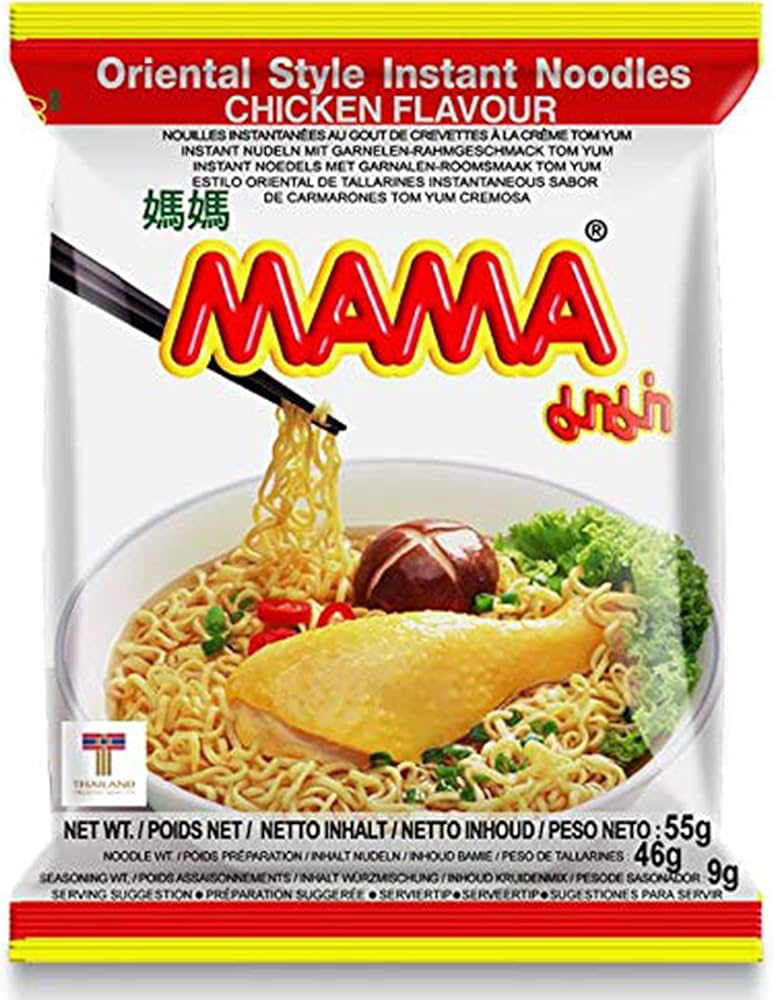 Oriental Style Instant Noodles
CHICKEN FLAVOUR
NOUILLES INSTANTANÉES AU GOUT DE CREVETTES À LA CRÈME TOM YUM
INSTANT NUDELN MIT GARNELEN-RAHMGESCHMACK TOM YUM
INSTANT NOEDELS MET GARNALEN-ROOMSMAAK TOM YUM
ESTILO ORIENTAL DE TALLARINES INSTANTANEOUS SABOR
DE CARMARONES TOM YUM CREMOSA
媽媽
MAMA®
มาม่า
THAILAND
NET WT. / POIDS NET / NETTO INHALT / NETTO INHOUD / PESO NETO : 55g
NOODLE WT. / POIDS PRÉPARATION / INHALT NUDELN / INHOUD BAMIE / PESO DE TALLARINES : 46g
SEASONING WT. / POIDS ASSAISONNEMENTS / INHALT WÜRZMISCHUNG / INHOUD KRUIDENMIX / PESODE SASONADOR : 9g
SERVING SUGGESTION ● PRÉPARATION SUGGEREE ● SERVIERTIP ● SERVEERTIP ● SUGESTIONES PARA SERVIR